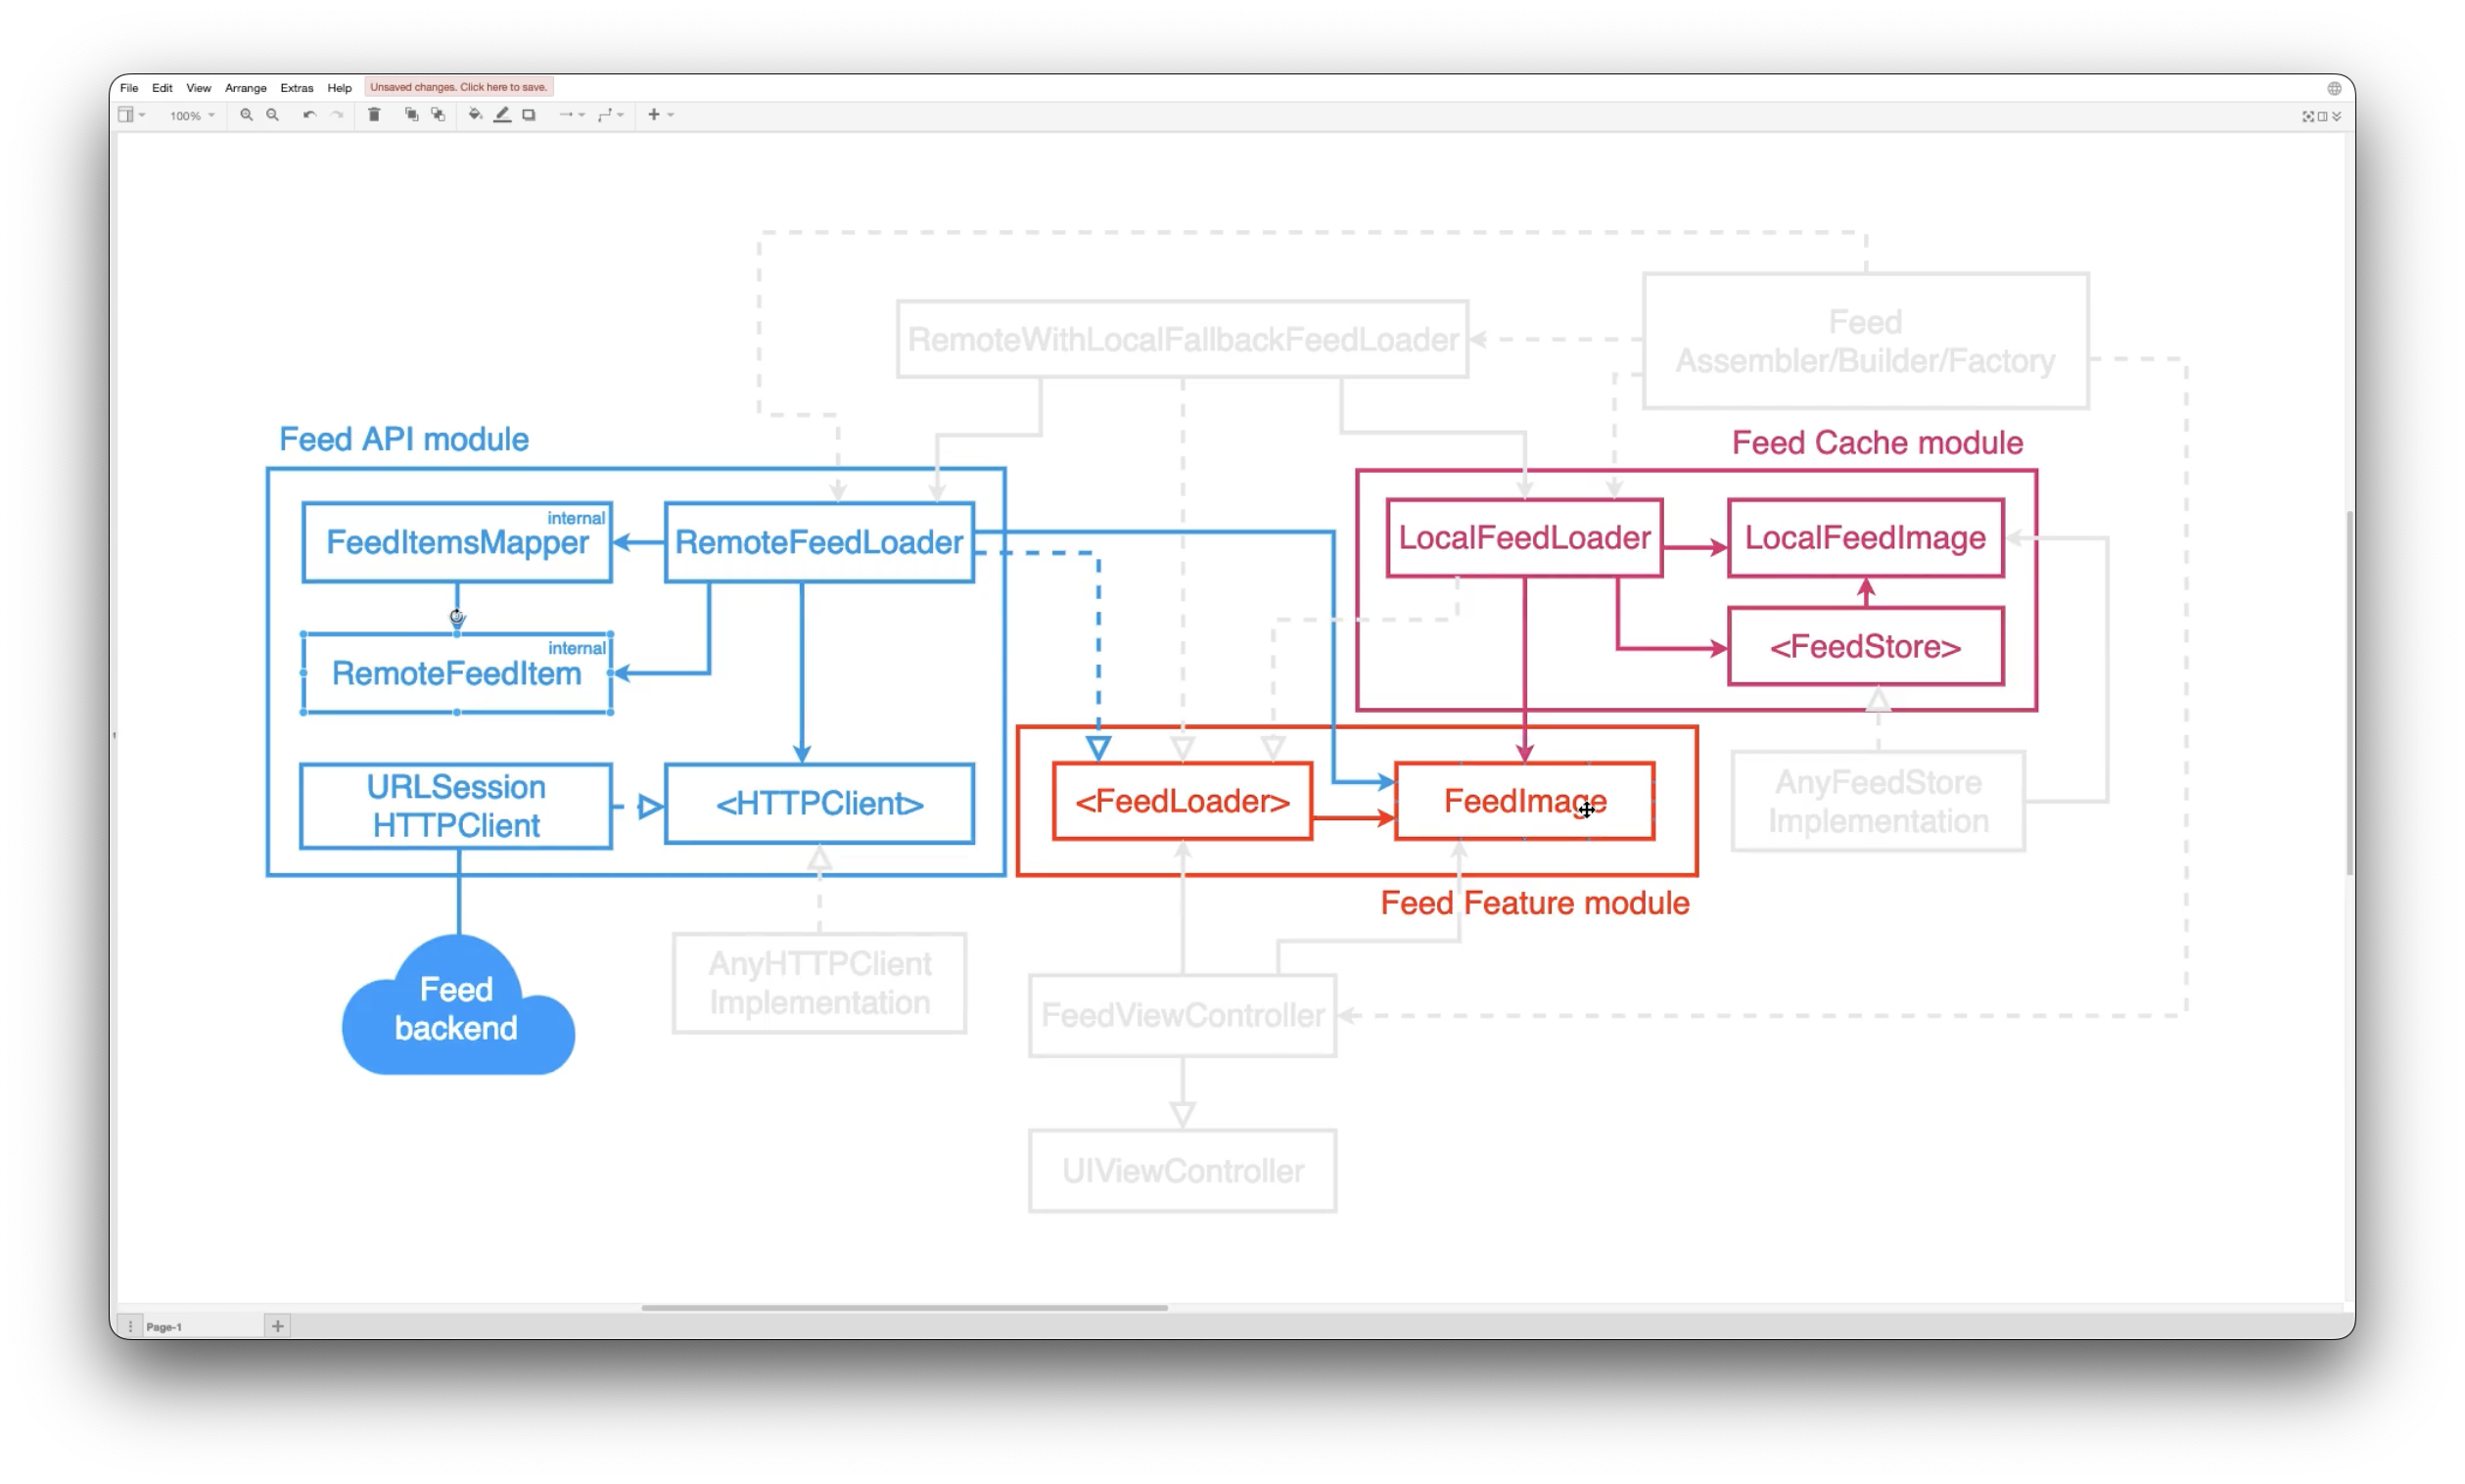 File Edit View Arrange Extras Help Unsaved changes. Click here to save.
100%
RemoteWithLocalFallbackFeedLoader
Feed
Assembler/Builder/Factory
Feed API module
Feed Cache module
internal
FeedItemsMapper
RemoteFeedLoader
LocalFeedLoader
LocalFeedImage
internal
RemoteFeedItem
<FeedStore>
URLSession
HTTPClient
<HTTPClient>
<FeedLoader>
FeedImage
AnyFeedStore
Implementation
Feed Feature module
Feed
backend
AnyHTTPClient
Implementation
FeedViewController
UIViewController
Page-1